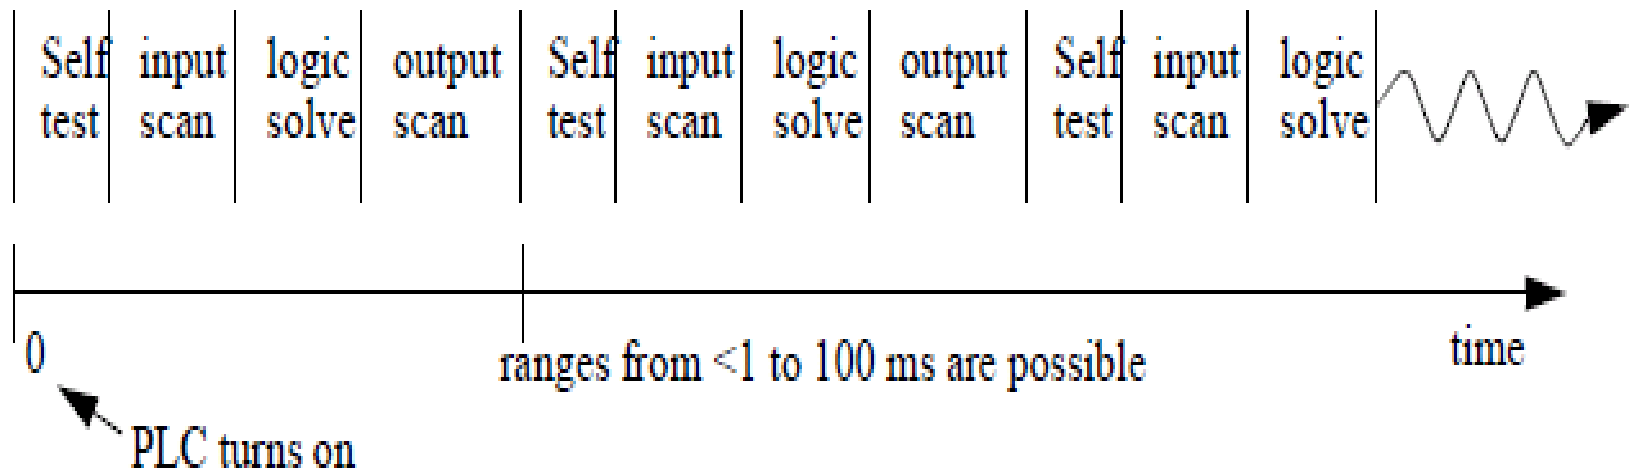 Self test
input scan
logic solve
output scan
Self test
input scan
logic solve
output scan
Self test
input scan
logic solve
0
ranges from <1 to 100 ms are possible
time
PLC turns on